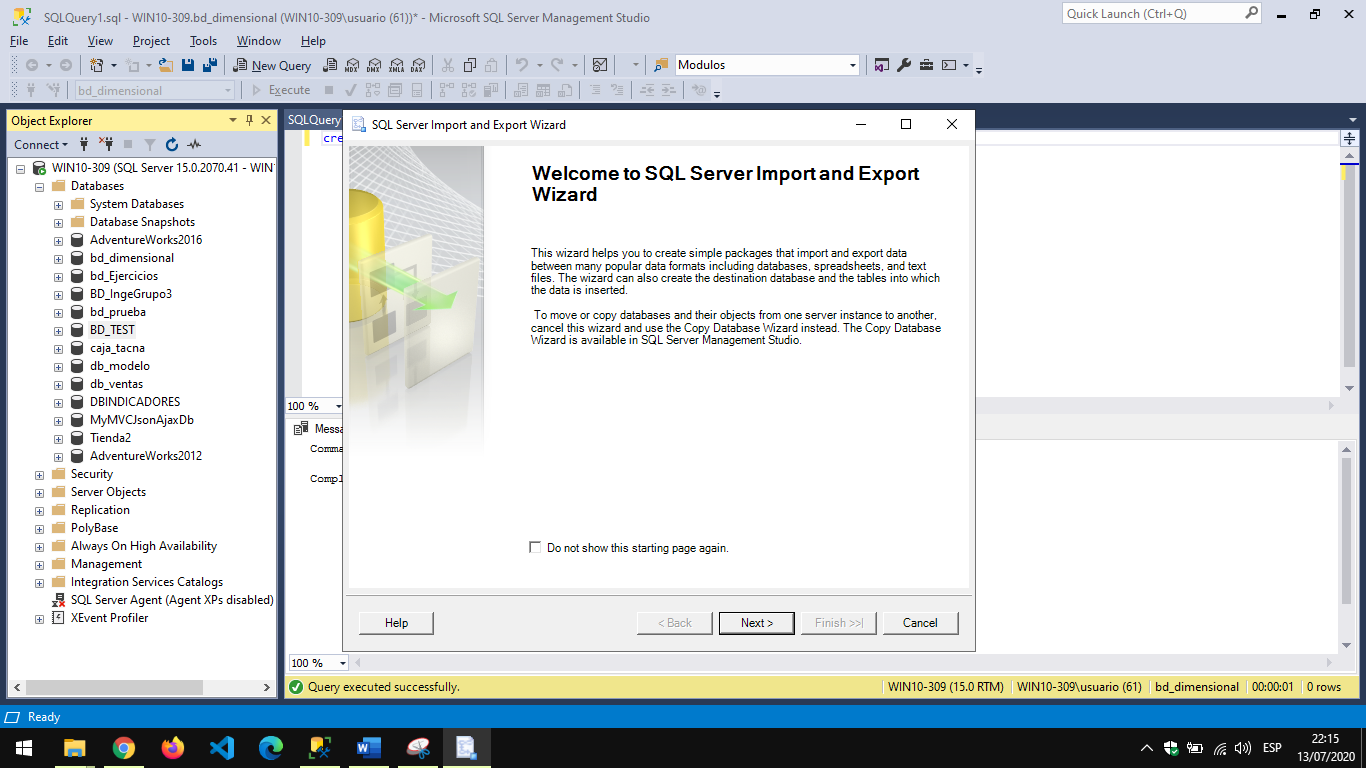 SQLQuery1.sql - WIN10-309.bd_dimensional (WIN10-309\usuario (61))* - Microsoft SQL Server Management Studio
Quick Launch (Ctrl+Q)
File Edit View Project Tools Window Help
New Query
MDX DMX XMLA DAX
Modulos
bd_dimensional
Execute
Object Explorer
Connect
WIN10-309 (SQL Server 15.0.2070.41 - WIN
Databases
System Databases
Database Snapshots
AdventureWorks2016
bd_dimensional
bd_Ejercicios
BD_IngeGrupo3
bd_prueba
BD_TEST
caja_tacna
db_modelo
db_ventas
DBINDICADORES
MyMVCJsonAjaxDb
Tienda2
AdventureWorks2012
Security
Server Objects
Replication
PolyBase
Always On High Availability
Management
Integration Services Catalogs
SQL Server Agent (Agent XPs disabled)
XEvent Profiler
SQLQuery
cre
100 %
Messa
Comma
Compl
100 %
SQL Server Import and Export Wizard
Welcome to SQL Server Import and Export
Wizard
This wizard helps you to create simple packages that import and export data
between many popular data formats including databases, spreadsheets, and text
files. The wizard can also create the destination database and the tables into which
the data is inserted.
To move or copy databases and their objects from one server instance to another,
cancel this wizard and use the Copy Database Wizard instead. The Copy Database
Wizard is available in SQL Server Management Studio.
Do not show this starting page again.
Help < Back Next > Finish >>| Cancel
Query executed successfully. WIN10-309 (15.0 RTM) WIN10-309\usuario (61) bd_dimensional 00:00:01 0 rows
Ready
ESP
22:15
13/07/2020